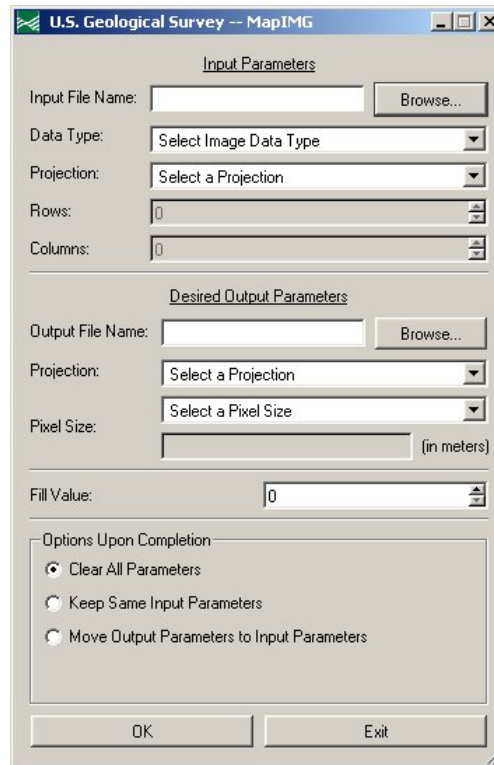 U.S. Geological Survey -- MapIMG
Input Parameters
Input File Name:
Browse...
Data Type:
Select Image Data Type
Projection:
Select a Projection
Rows:
0
Columns:
0
Desired Output Parameters
Output File Name:
Browse...
Projection:
Select a Projection
Pixel Size:
Select a Pixel Size
(in meters)
Fill Value:
0
Options Upon Completion
Clear All Parameters
Keep Same Input Parameters
Move Output Parameters to Input Parameters
OK
Exit